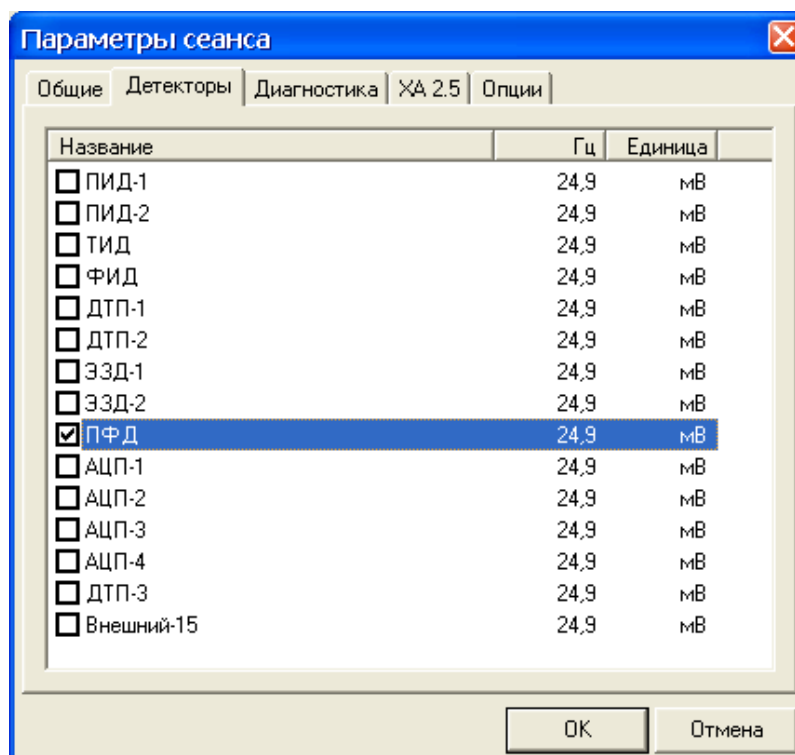 Параметры сеанса
Общие Детекторы Диагностика ХА 2.5 Опции
Название Гц Единица
ПИД-1 24,9 мВ
ПИД-2 24,9 мВ
ТИД 24,9 мВ
ФИД 24,9 мВ
ДТП-1 24,9 мВ
ДТП-2 24,9 мВ
ЭЗД-1 24,9 мВ
ЭЗД-2 24,9 мВ
ПФД 24,9 мВ
АЦП-1 24,9 мВ
АЦП-2 24,9 мВ
АЦП-3 24,9 мВ
АЦП-4 24,9 мВ
ДТП-3 24,9 мВ
Внешний-15 24,9 мВ
OK Отмена